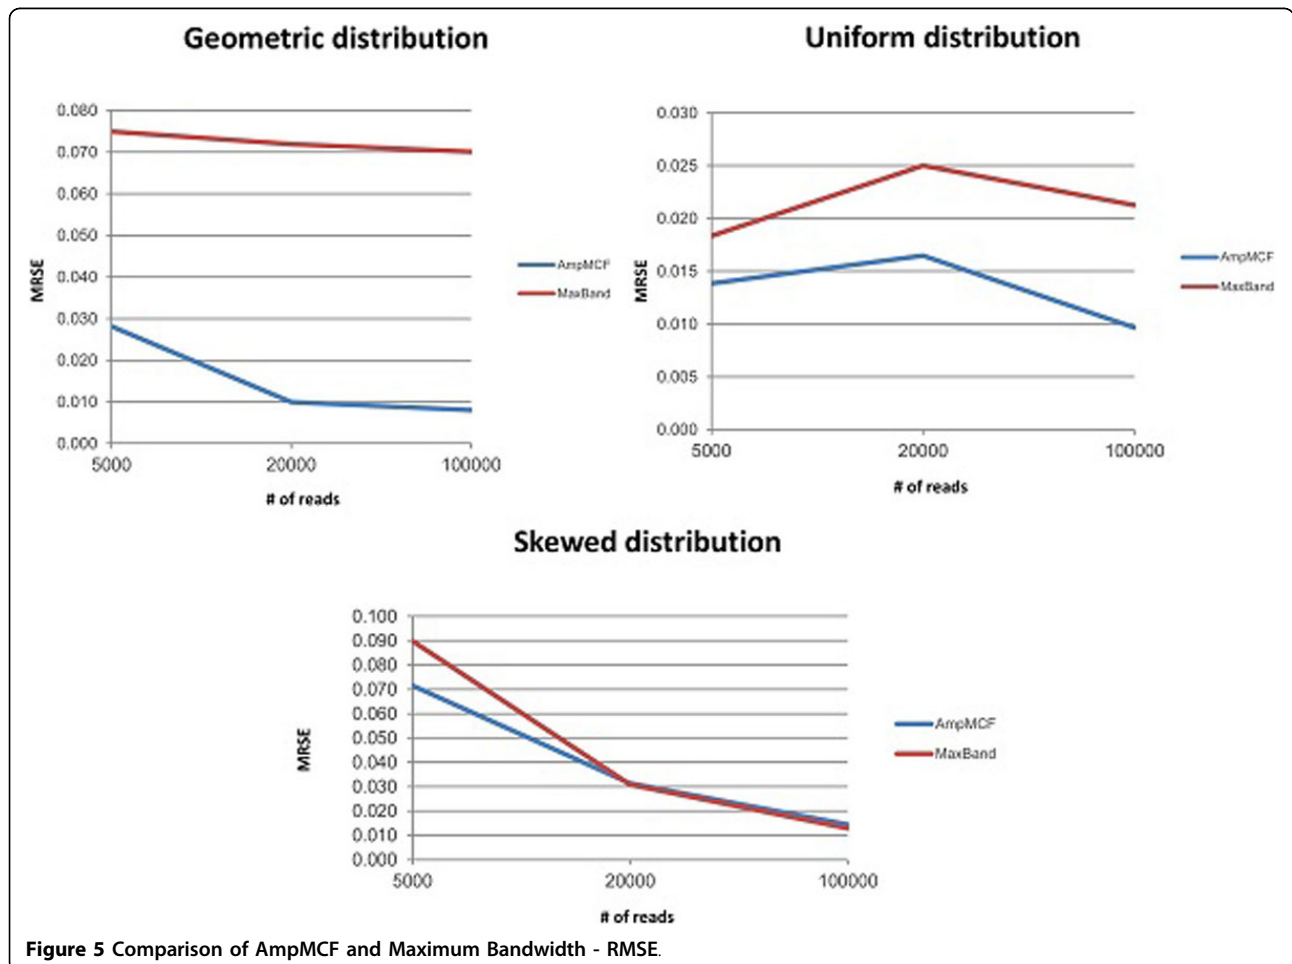 Geometric distribution
0.080
0.070
0.060
0.050
0.040
0.030
0.020
0.010
0.000
MRSE
5000 20000 100000
# of reads
AmpMCF
MaxBand
Uniform distribution
0.030
0.025
0.020
0.015
0.010
0.005
0.000
MRSE
5000 20000 100000
# of reads
AmpMCF
MaxBand
Skewed distribution
0.100
0.090
0.080
0.070
0.060
0.050
0.040
0.030
0.020
0.010
0.000
MRSE
5000 20000 100000
# of reads
AmpMCF
MaxBand
Figure 5 Comparison of AmpMCF and Maximum Bandwidth - RMSE.